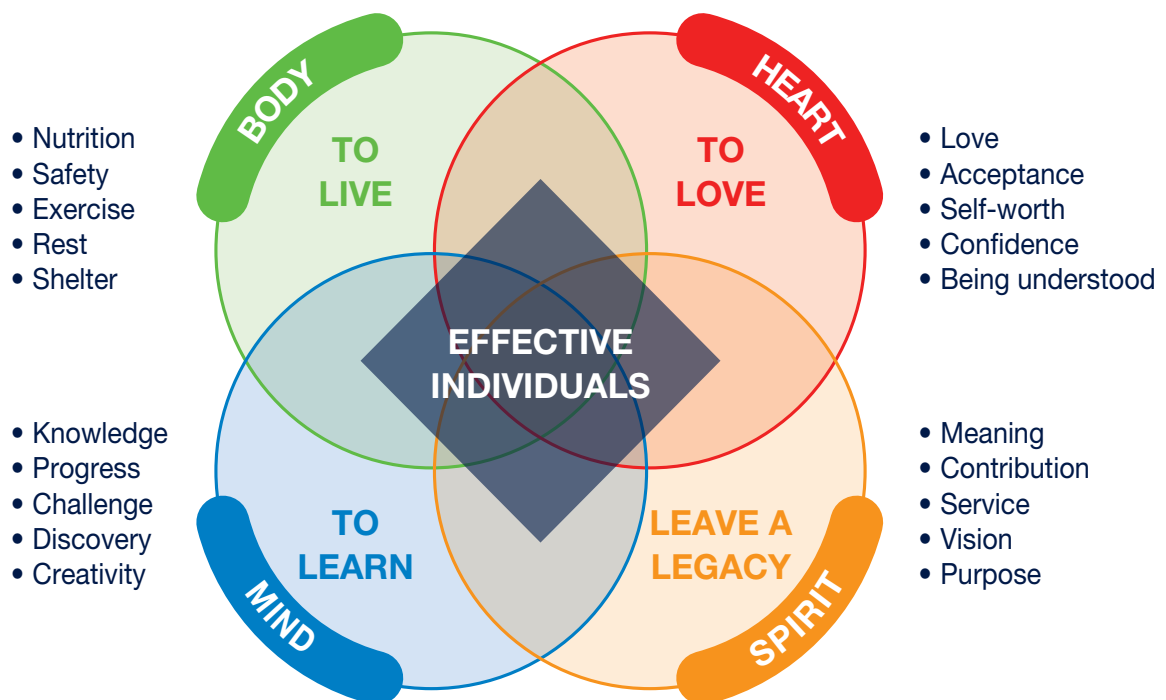 BODY
TO
LIVE
• Nutrition
• Safety
• Exercise
• Rest
• Shelter
HEART
TO
LOVE
• Love
• Acceptance
• Self-worth
• Confidence
• Being understood
EFFECTIVE
INDIVIDUALS
• Knowledge
• Progress
• Challenge
• Discovery
• Creativity
TO
LEARN
MIND
LEAVE A
LEGACY
SPIRIT
• Meaning
• Contribution
• Service
• Vision
• Purpose